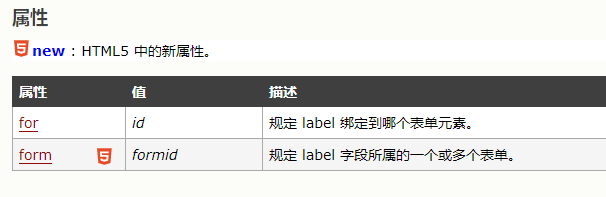 属性
new : HTML5 中的新属性。
属性 值 描述
for id 规定 label 绑定到哪个表单元素。
form 5 formid 规定 label 字段所属的一个或多个表单。